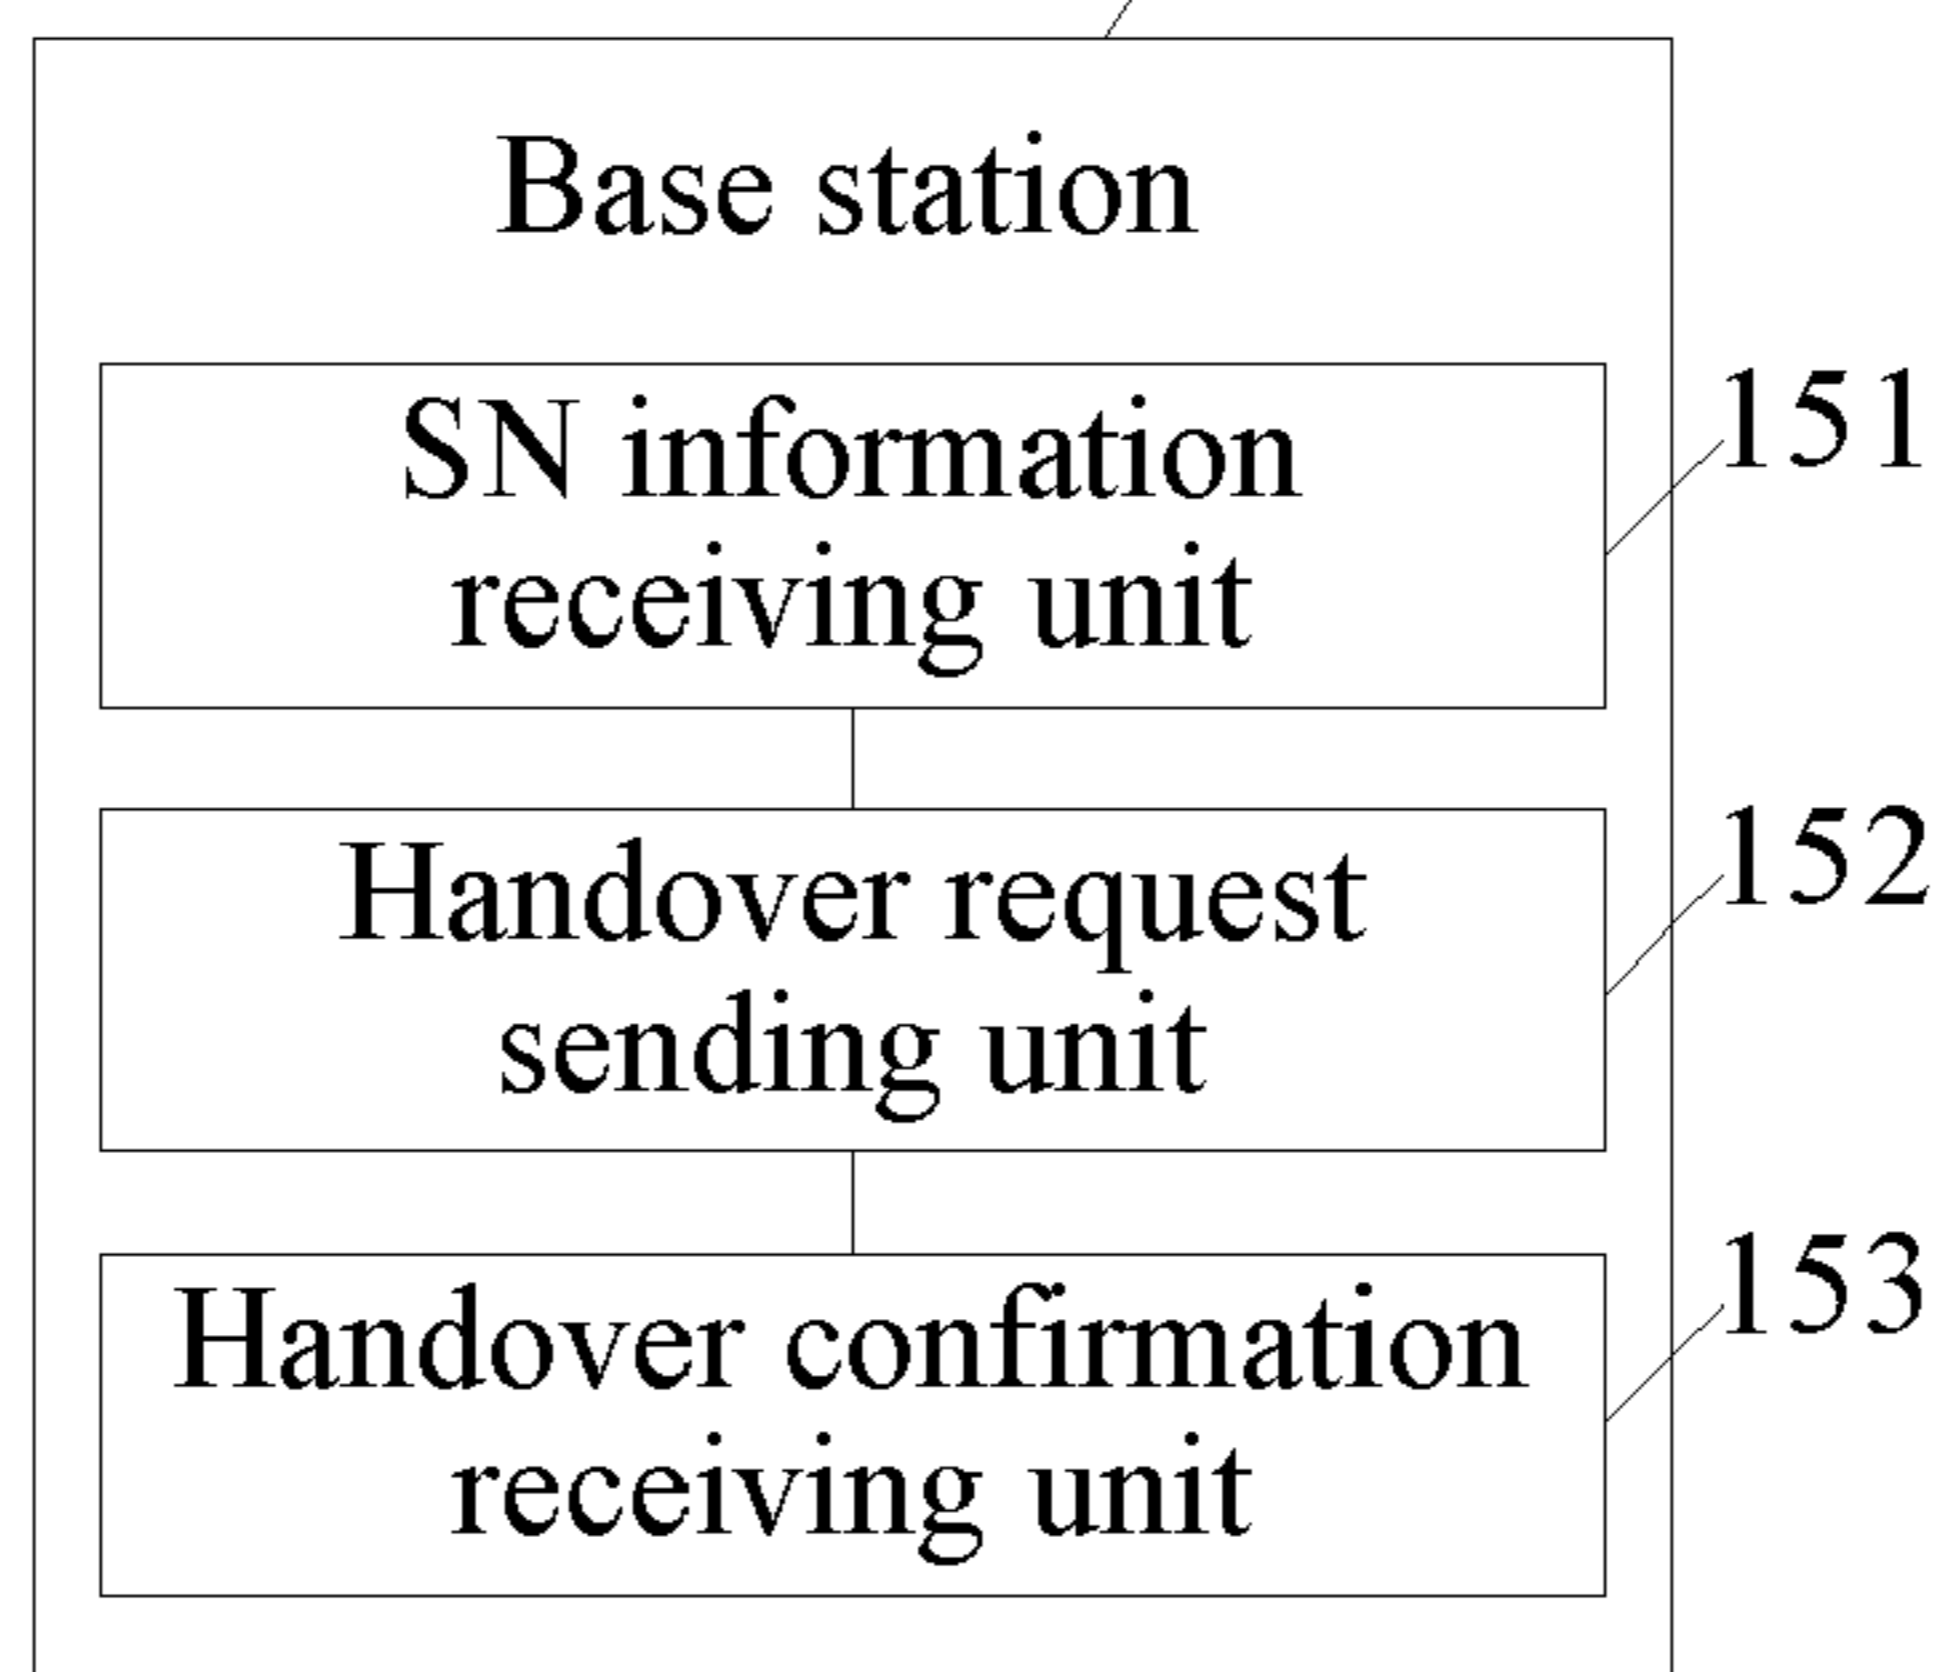 Base station
SN information
receiving unit
151
Handover request
sending unit
152
Handover confirmation
receiving unit
153